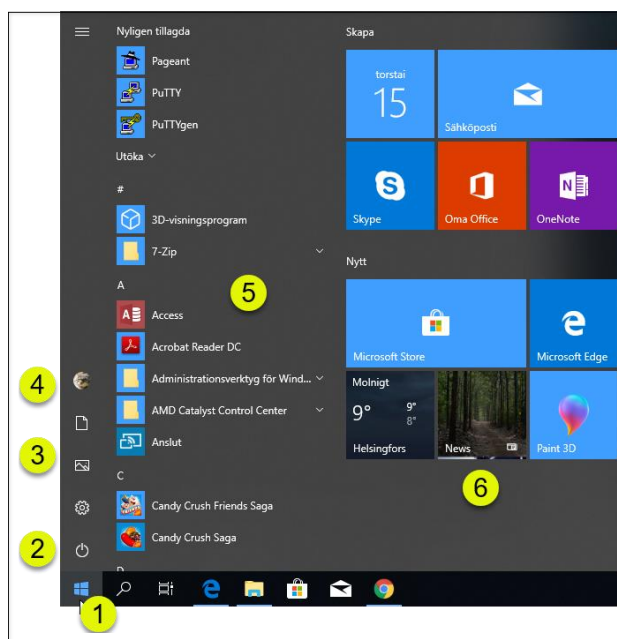 Nyligen tillagda
Pageant
PuTTY
PuTTYgen
Utöka
#
3D-visningsprogram
7-Zip
A
Access
Acrobat Reader DC
Administrationsverktyg för Wind...
AMD Catalyst Control Center
Anslut
C
Candy Crush Friends Saga
Candy Crush Saga
Skapa
torstai
15
Sähköposti
Skype
Oma Office
OneNote
Nytt
Microsoft Store
Microsoft Edge
Molnigt
9°
9°
8°
Helsingfors
News
Paint 3D
4
3
2
1
5
6